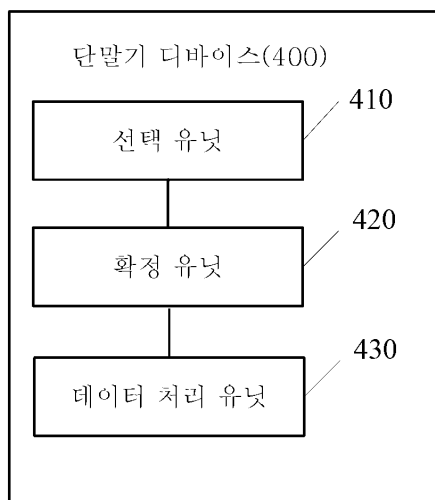 단말기 디바이스(400)
410
선택 유닛
420
확정 유닛
430
데이터 처리 유닛